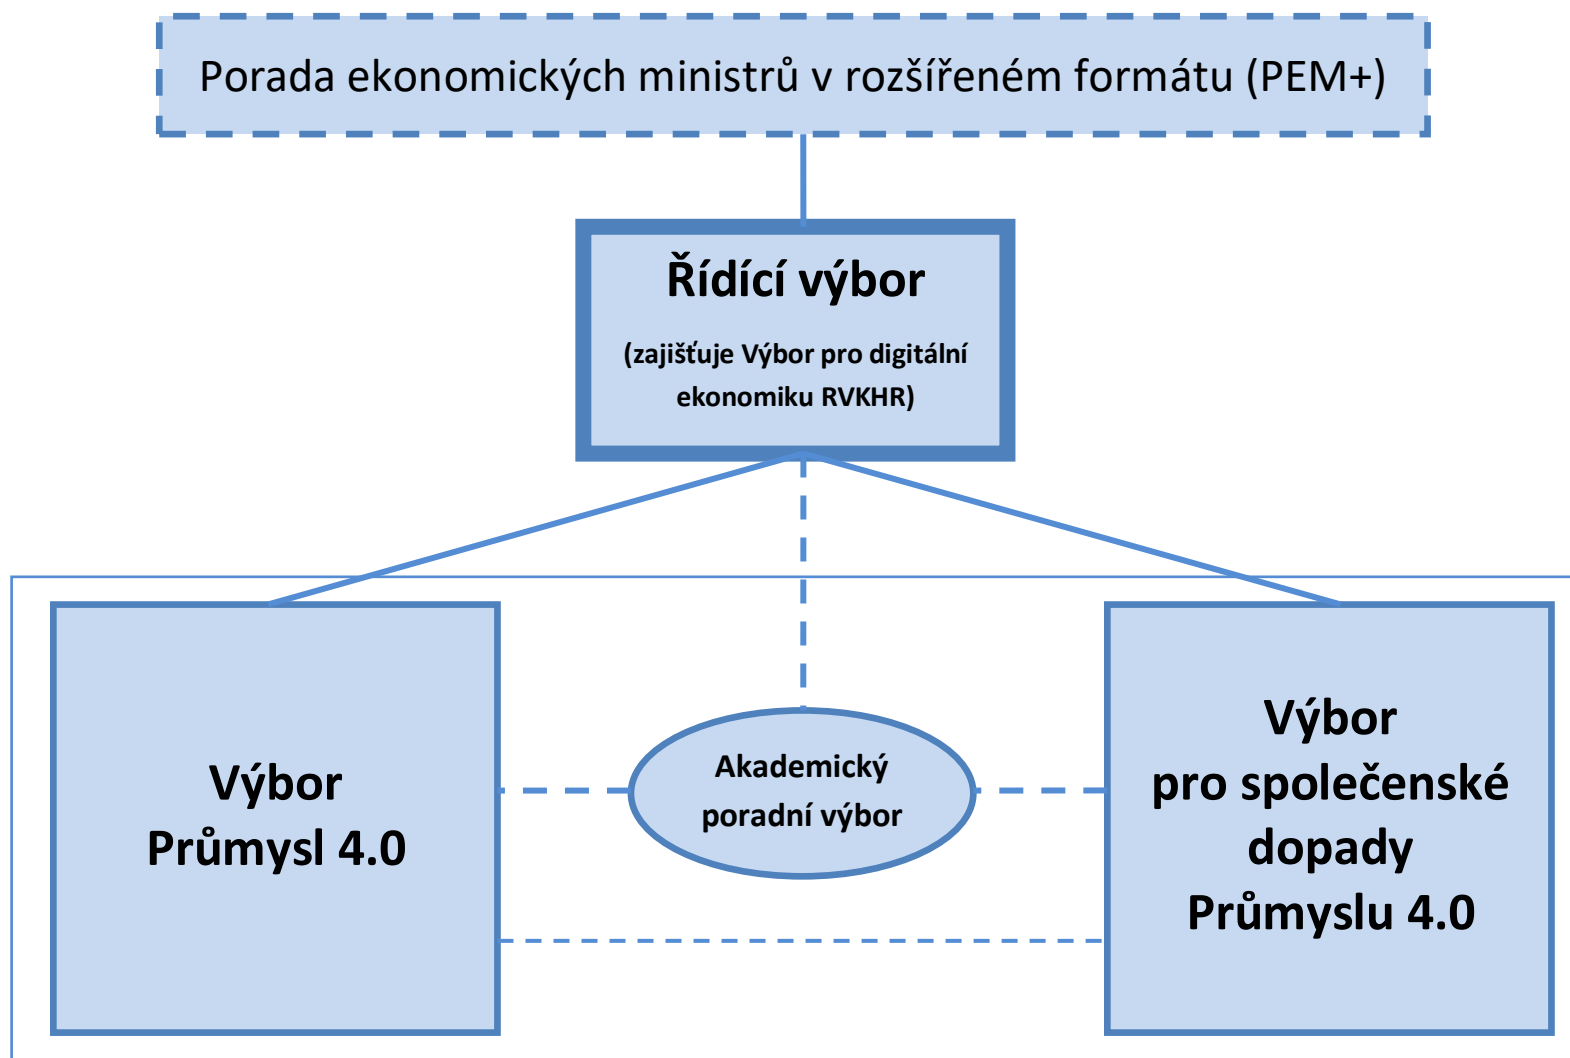 Porada ekonomických ministrů v rozšířeném formátu (PEM+)
Řídící výbor
(zajišťuje Výbor pro digitální
ekonomiku RVKHR)
Výbor
Průmysl 4.0
Akademický
poradní výbor
Výbor
pro společenské
dopady
Průmyslu 4.0